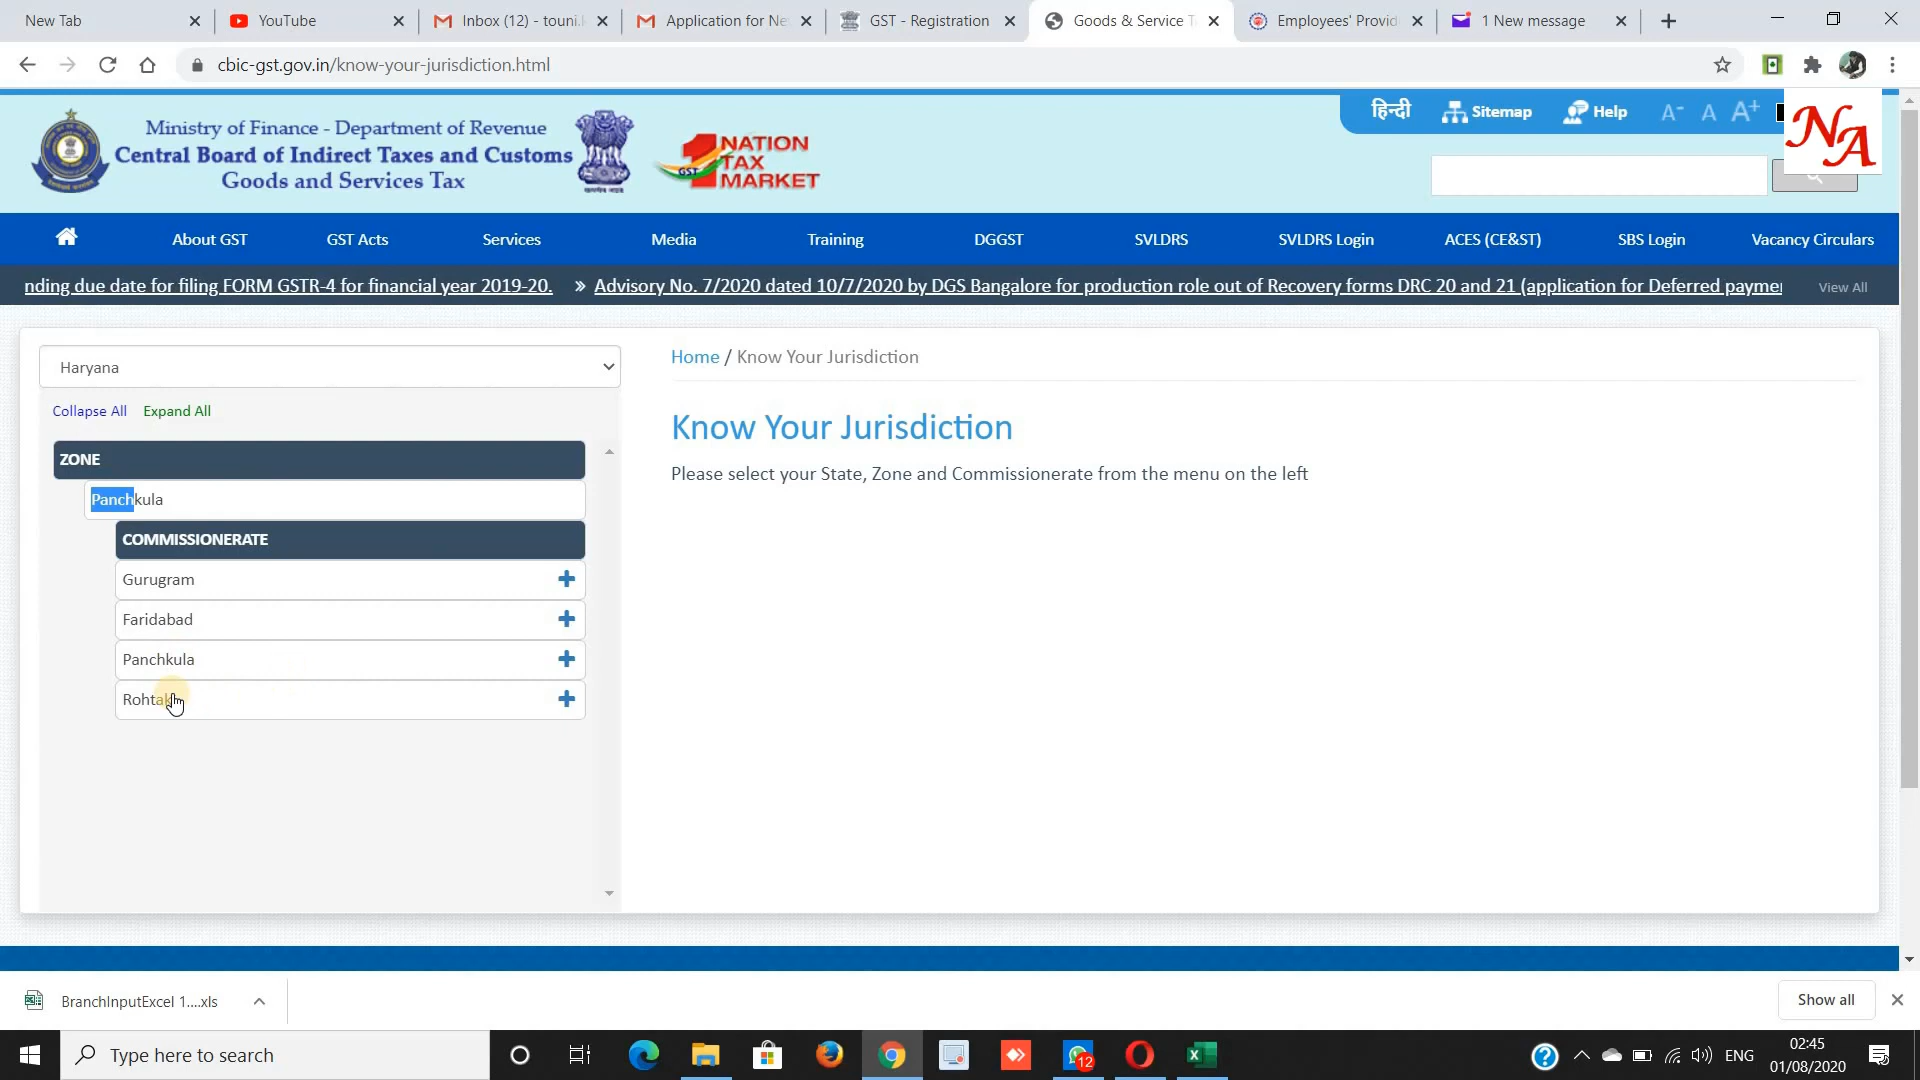 New Tab
YouTube
Inbox (12) - touni.
Application for Ne
GST - Registration
Goods & Service T
Employees' Provid
1 New message
cbic-gst.gov.in/know-your-jurisdiction.html
Ministry of Finance - Department of Revenue
Central Board of Indirect Taxes and Customs
Goods and Services Tax
GST 1 NATION
TAX
MARKET
हिन्दी
Sitemap
Help
A-
A
A+
NA
About GST
GST Acts
Services
Media
Training
DGGST
SVLDRS
SVLDRS Login
ACES (CE&ST)
SBS Login
Vacancy Circulars
nding due date for filing FORM GSTR-4 for financial year 2019-20.
» Advisory No. 7/2020 dated 10/7/2020 by DGS Bangalore for production role out of Recovery forms DRC 20 and 21 (application for Deferred payme
View All
Haryana
Collapse All
Expand All
ZONE
Panchkula
COMMISSIONERATE
Gurugram
Faridabad
Panchkula
Rohtak
Home / Know Your Jurisdiction
Know Your Jurisdiction
Please select your State, Zone and Commissionerate from the menu on the left
BranchInputExcel 1....xls
Show all
Type here to search
12
ENG
02:45
01/08/2020